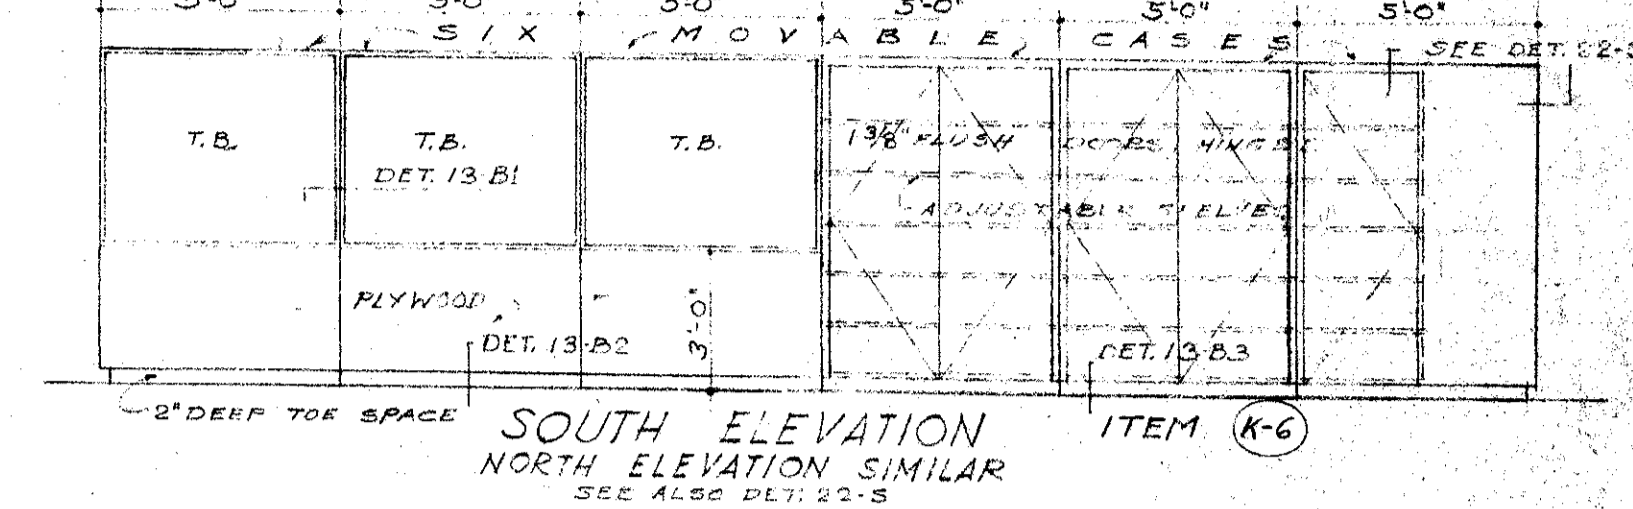 5'-0" 5'-0" 5'-0" 5'-0" 5'-0" 5'-0"
SIX MOVABLE CASES
SEE DET. 22-S
T.B. T.B. T.B.
1 3/8" FLUSH DOORS, HINGED
DET. 13-B1
ADJUSTABLE SHELVES
PLYWOOD
3'-0"
DET. 13-B2
DET. 13-B3
2" DEEP TOE SPACE
SOUTH ELEVATION
ITEM K-6
NORTH ELEVATION SIMILAR
SEE ALSO DET. 22-S